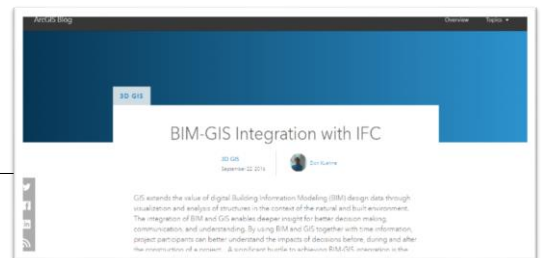 ArcGIS Blog
Overview Topics
3D GIS
BIM-GIS Integration with IFC
3D GIS
September 22, 2016
GIS extends the value of digital Building Information Modeling (BIM) design data through
visualization and analysis of structures in the context of the natural and built environment.
The integration of BIM and GIS enables deeper insight for better decision making,
communication, and understanding. By using BIM and GIS together with time information,
project participants can better understand the impacts of decisions before, during and after
the construction of a project. A significant hurdle to achieving BIM-GIS integration is the